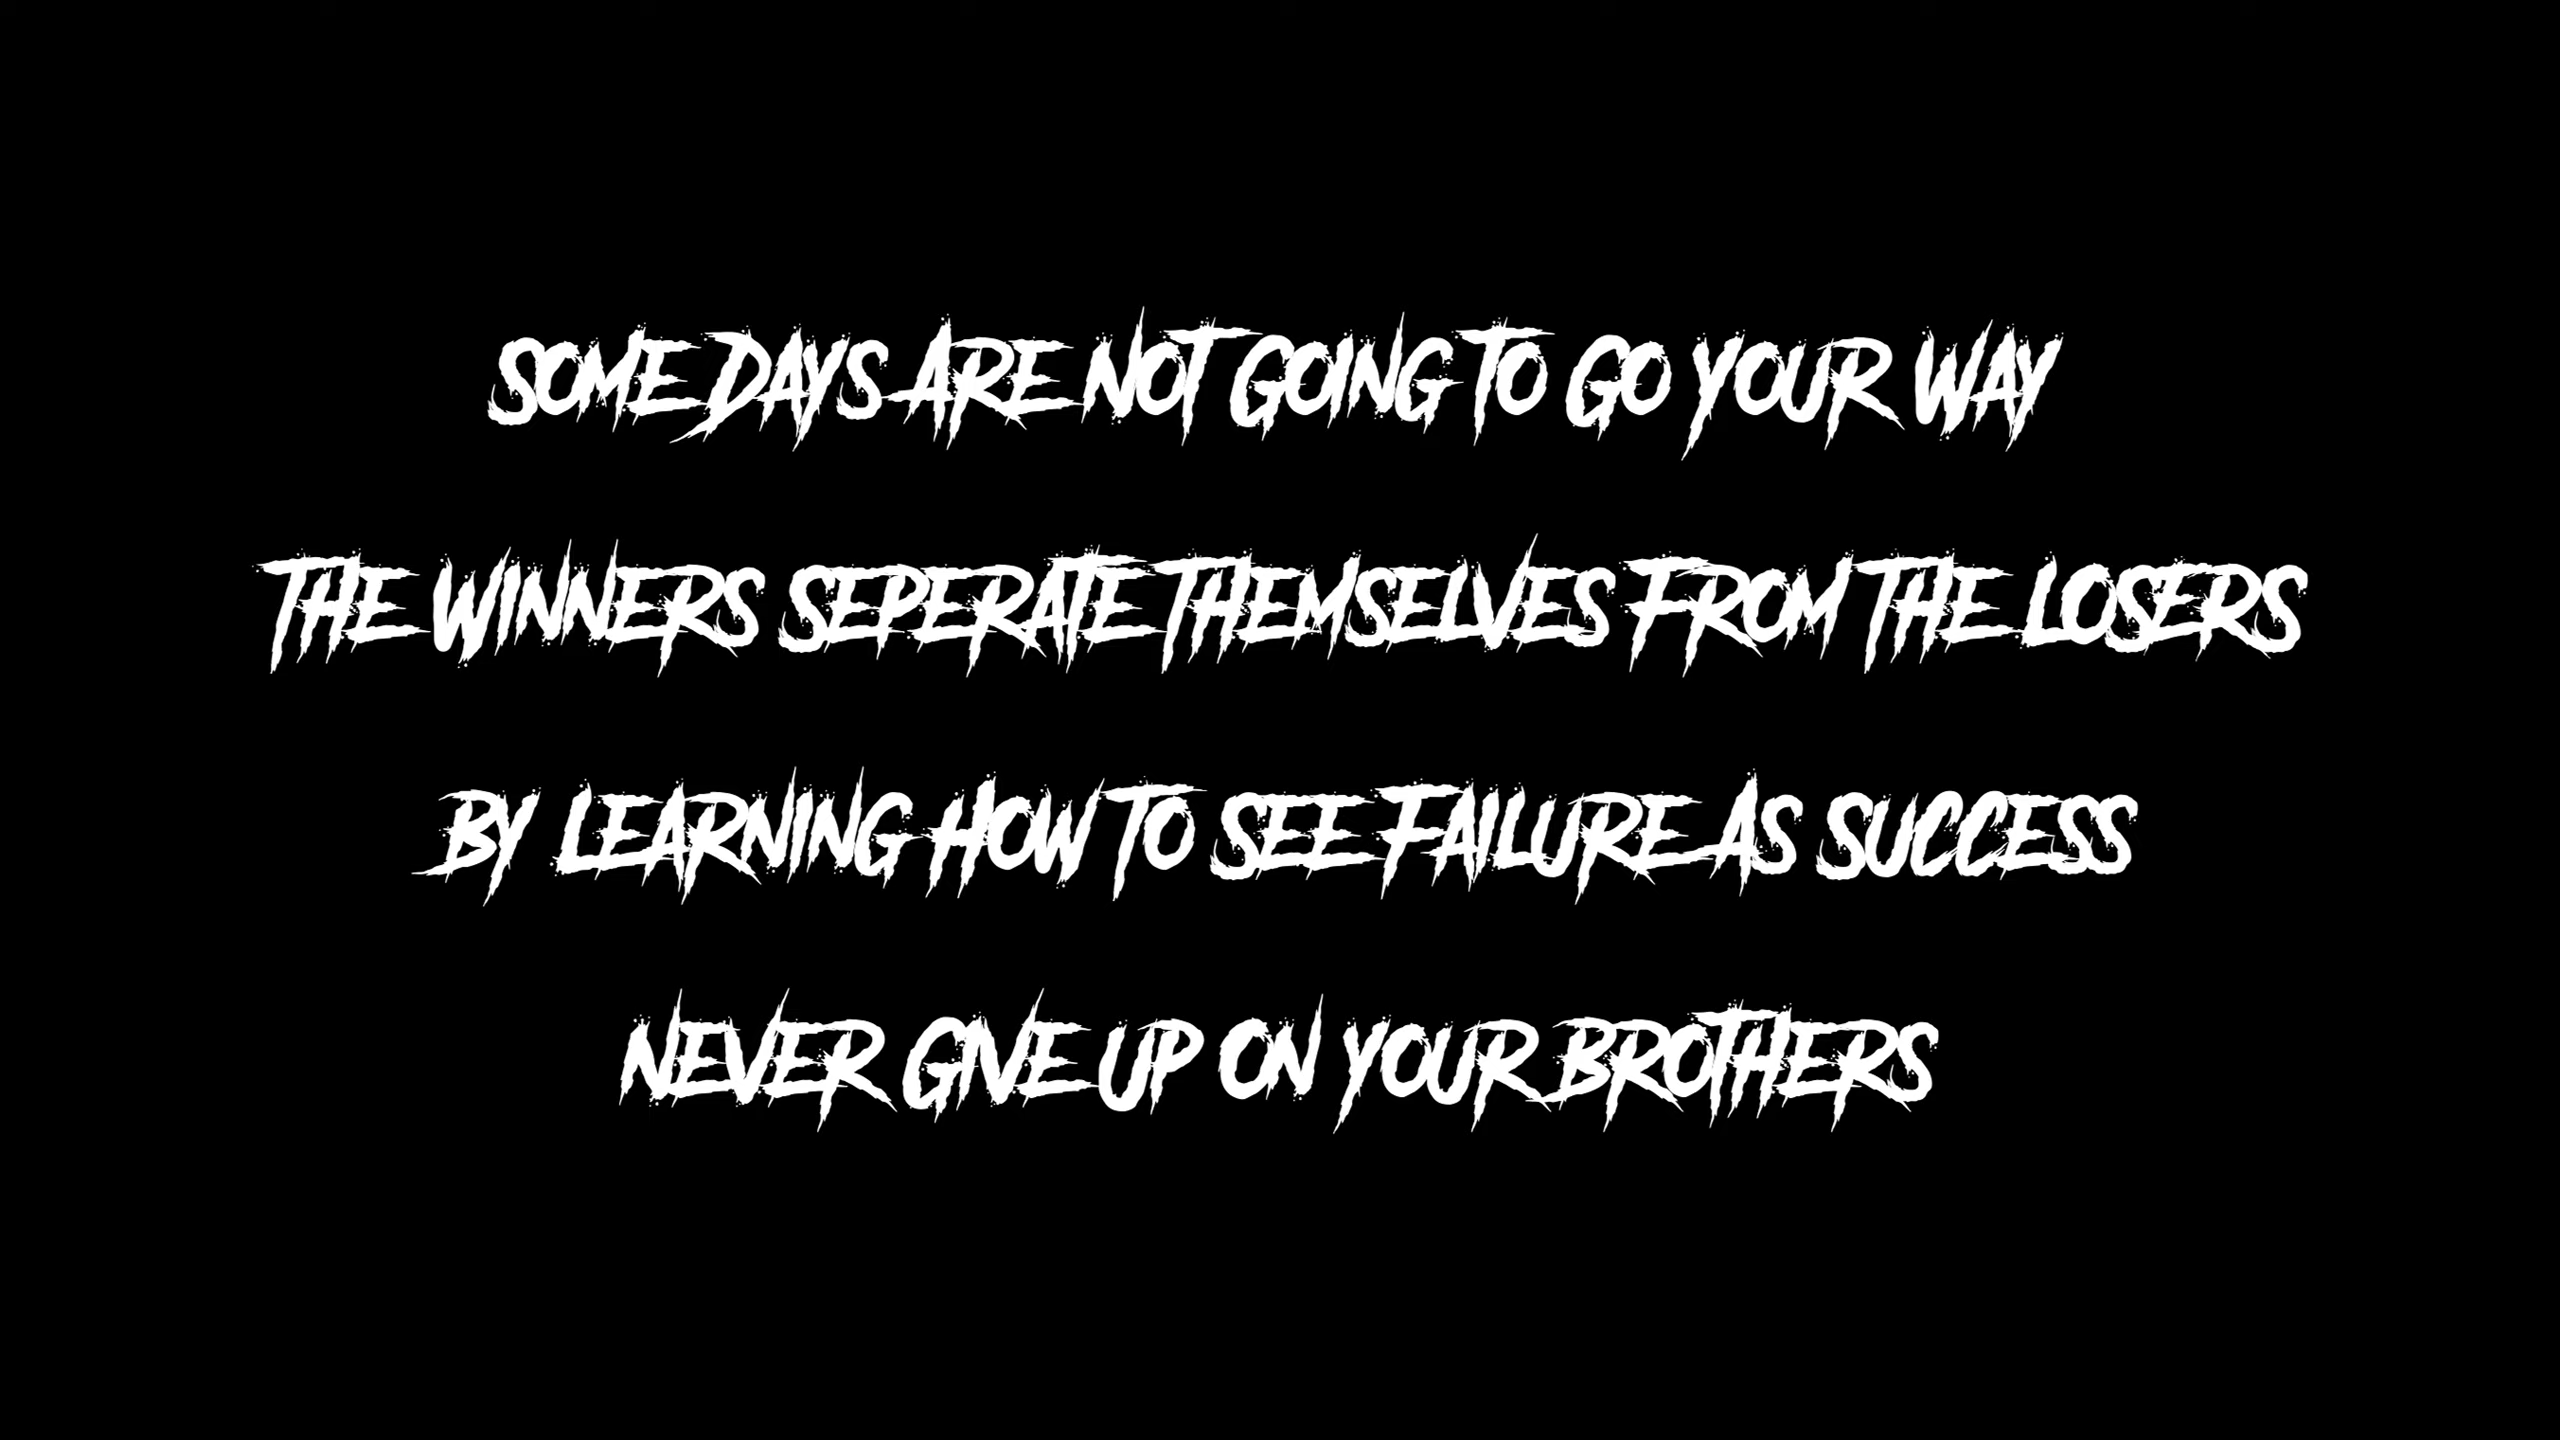 SOME DAYS ARE NOT GOING TO GO YOUR WAY
THE WINNERS SEPERATE THEMSELVES FROM THE LOSERS
BY LEARNING HOW TO SEE FAILURE AS SUCCESS
NEVER GIVE UP ON YOUR BROTHERS